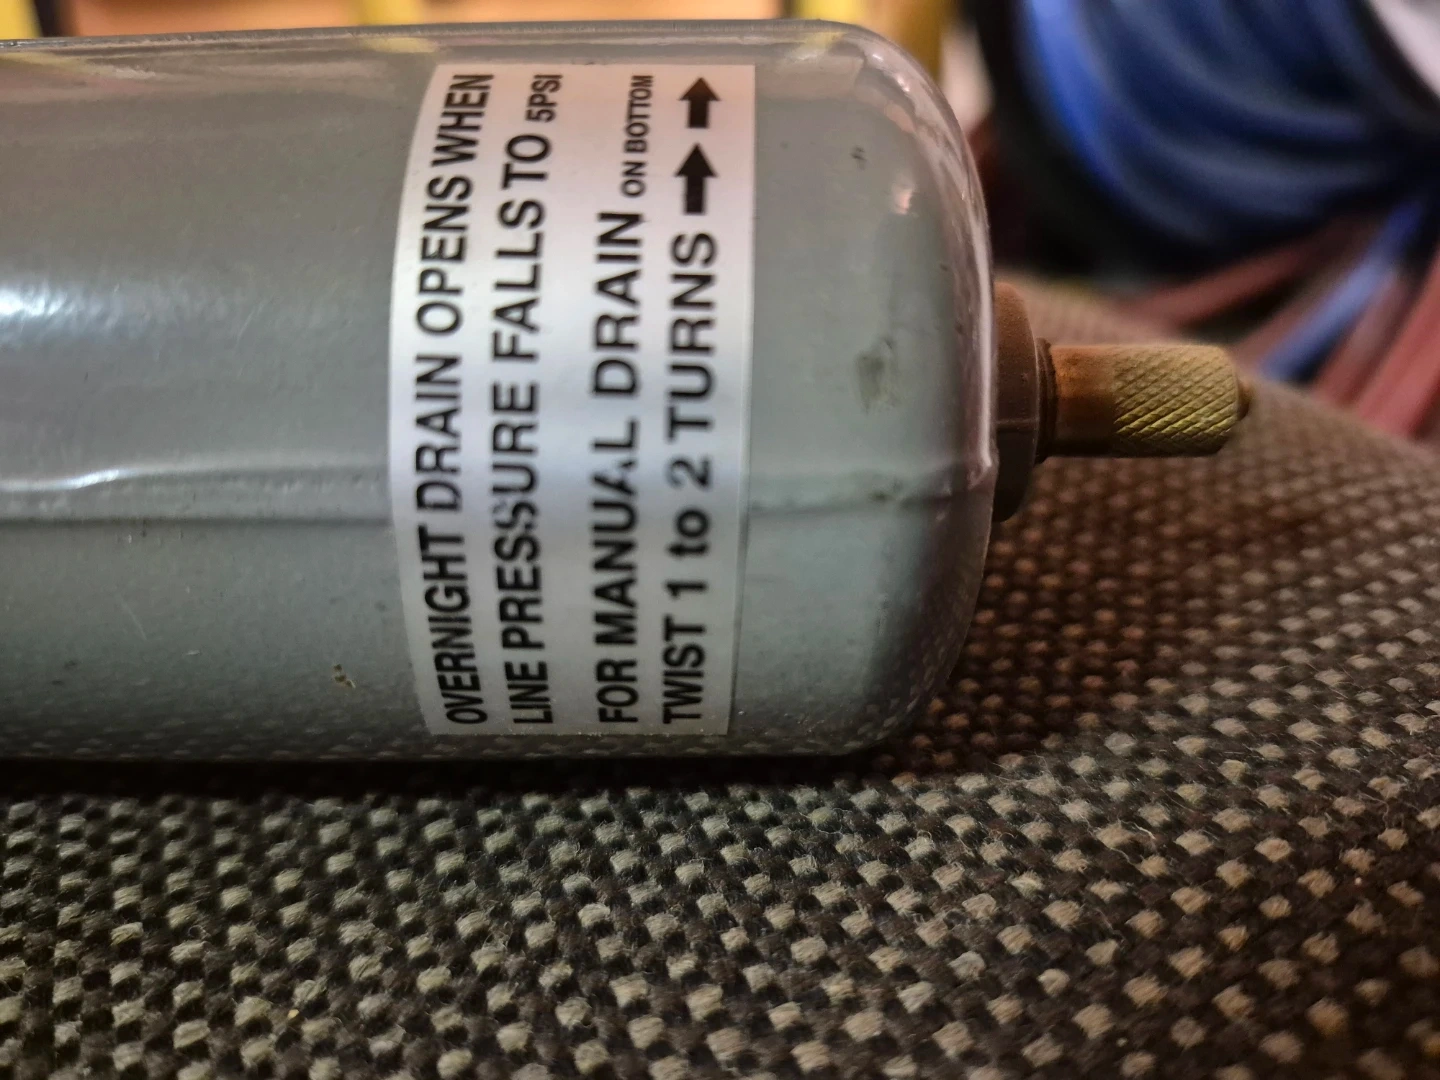 OVERNIGHT DRAIN OPENS WHEN
LINE PRESSURE FALLS TO 5PSI
FOR MANUAL DRAIN ON BOTTOM
TWIST 1 to 2 TURNS